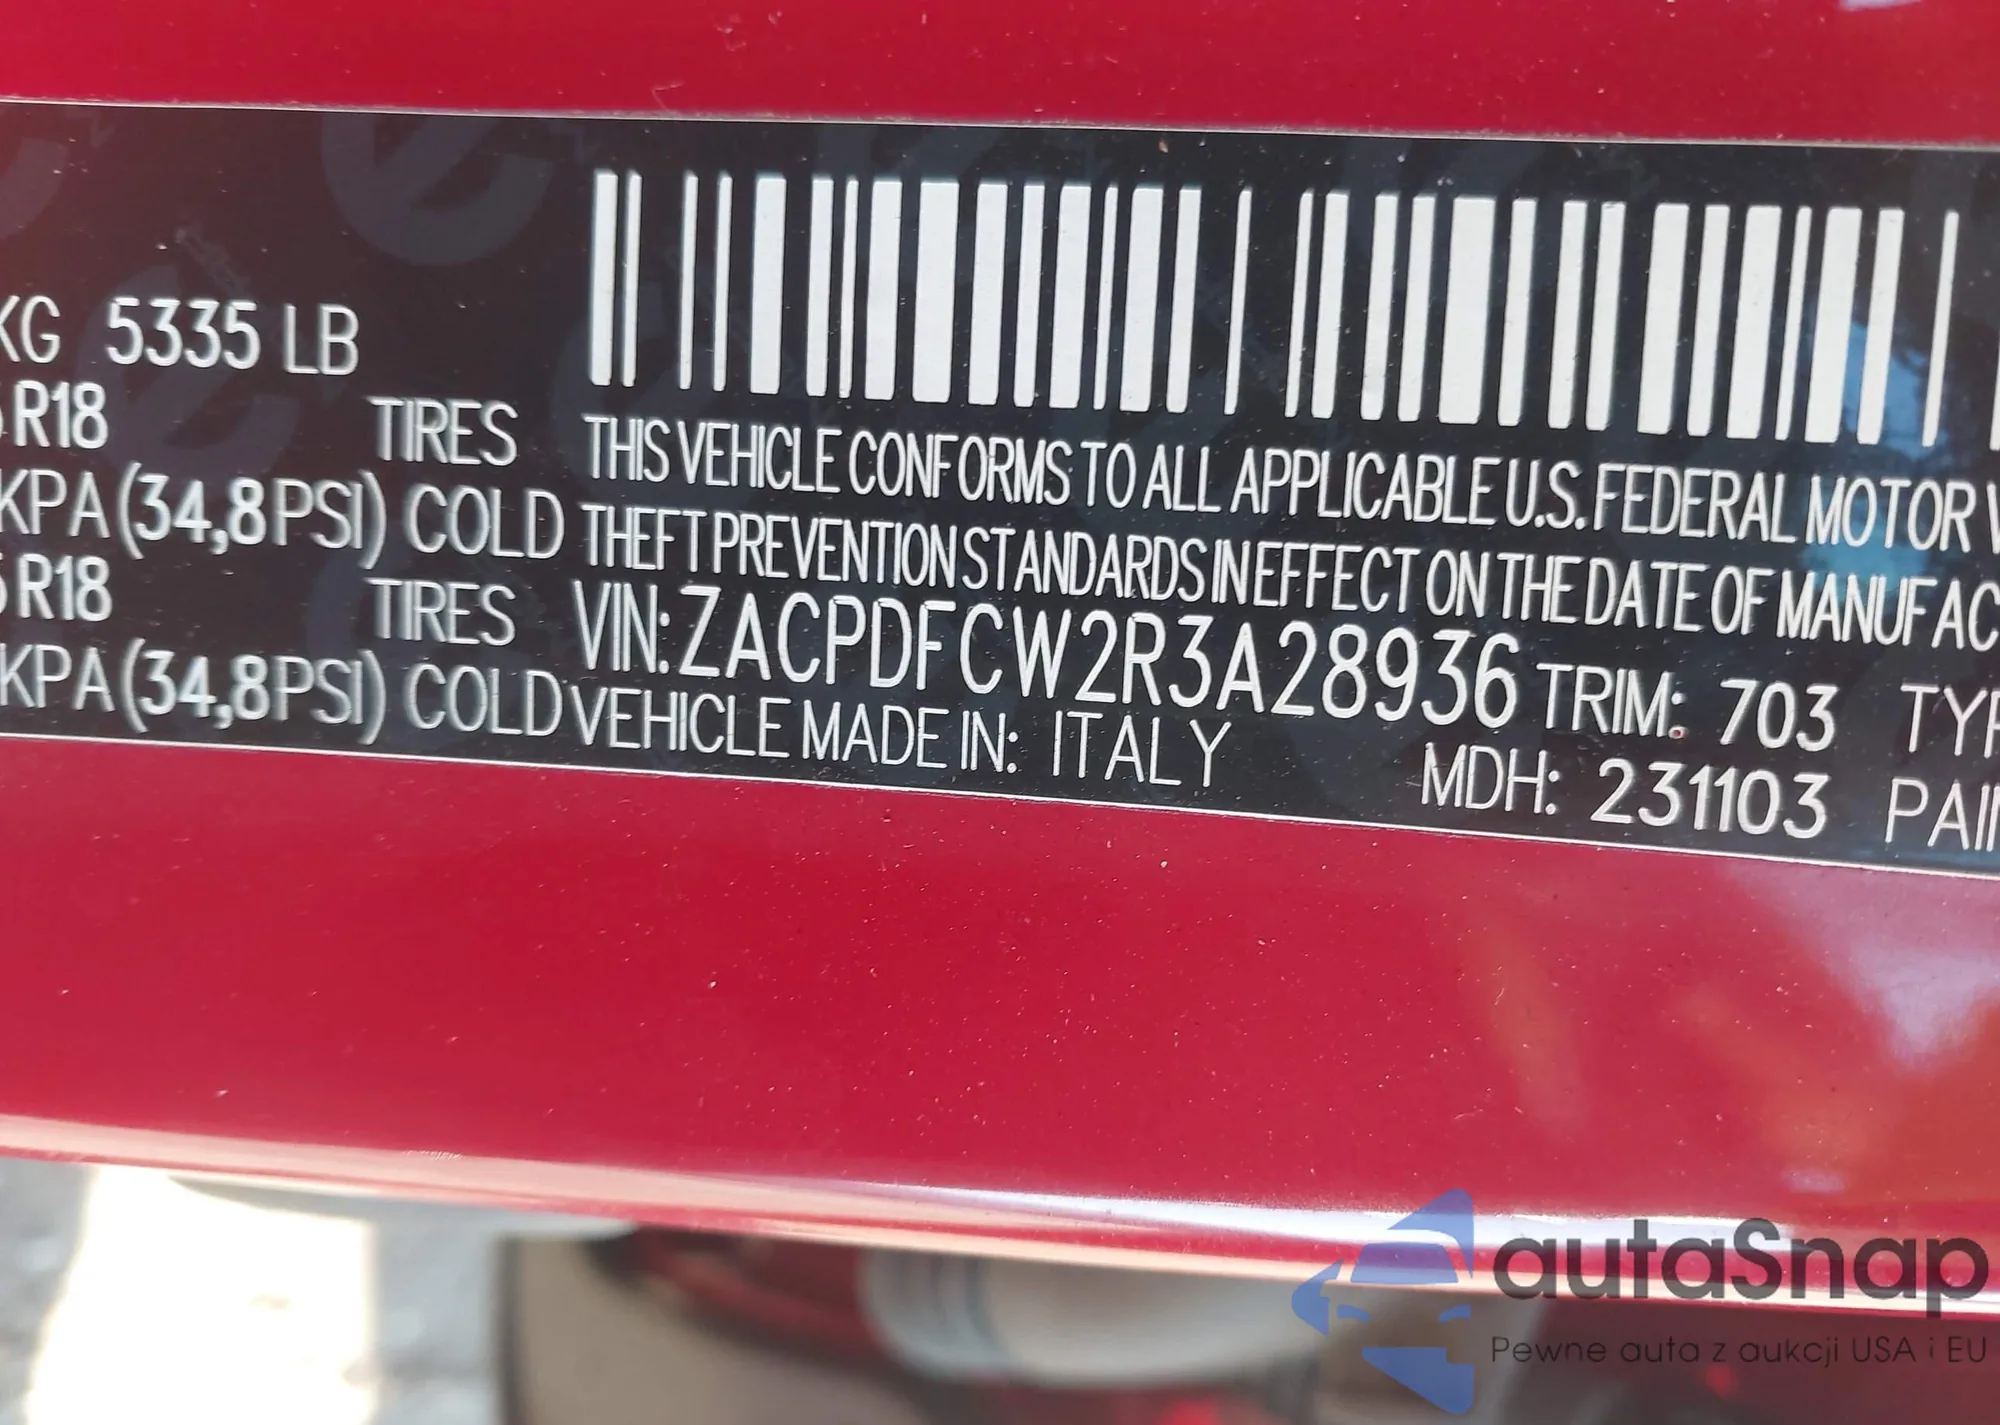 KG 5335 LB
R18 TIRES
KPA (34,8PSI) COLD
R18 TIRES
KPA (34,8PSI) COLD
THIS VEHICLE CONFORMS TO ALL APPLICABLE U.S. FEDERAL MOTOR V
THEFT PREVENTION STANDARDS IN EFFECT ON THE DATE OF MANUFAC
VIN: ZACPDFCW2R3A28936 TRIM: 703 TYP
VEHICLE MADE IN: ITALY MDH: 231103 PAIN
autaSnap
Pewne auta z aukcji USA i EU